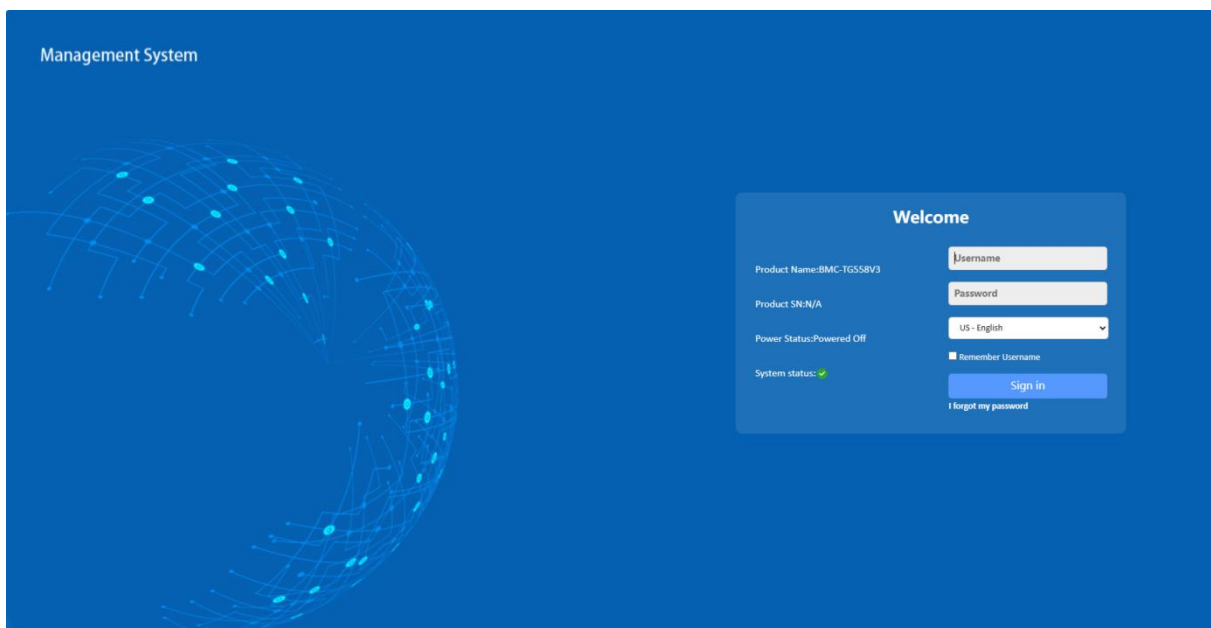 Management System
Welcome
Product Name:BMC-TGS58V3
Product SN:N/A
Power Status:Powered Off
System status:
Username
Password
US - English
Remember Username
Sign in
I forgot my password